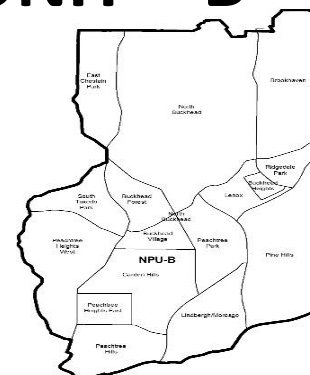 B
East
Chastain
Park
North
Buckhead
Brookhaven
Ridgedale
Park
Buckhead
Heights
Lenox
South
Tuxedo
Park
Buckhead
Forest
North
Buckhead
Buckhead
Village
Peachtree
Park
Peachtree
Heights
West
NPU-B
Garden Hills
Pine Hills
Peachtree
Heights East
Lindbergh/Morosgo
Peachtree
Hills